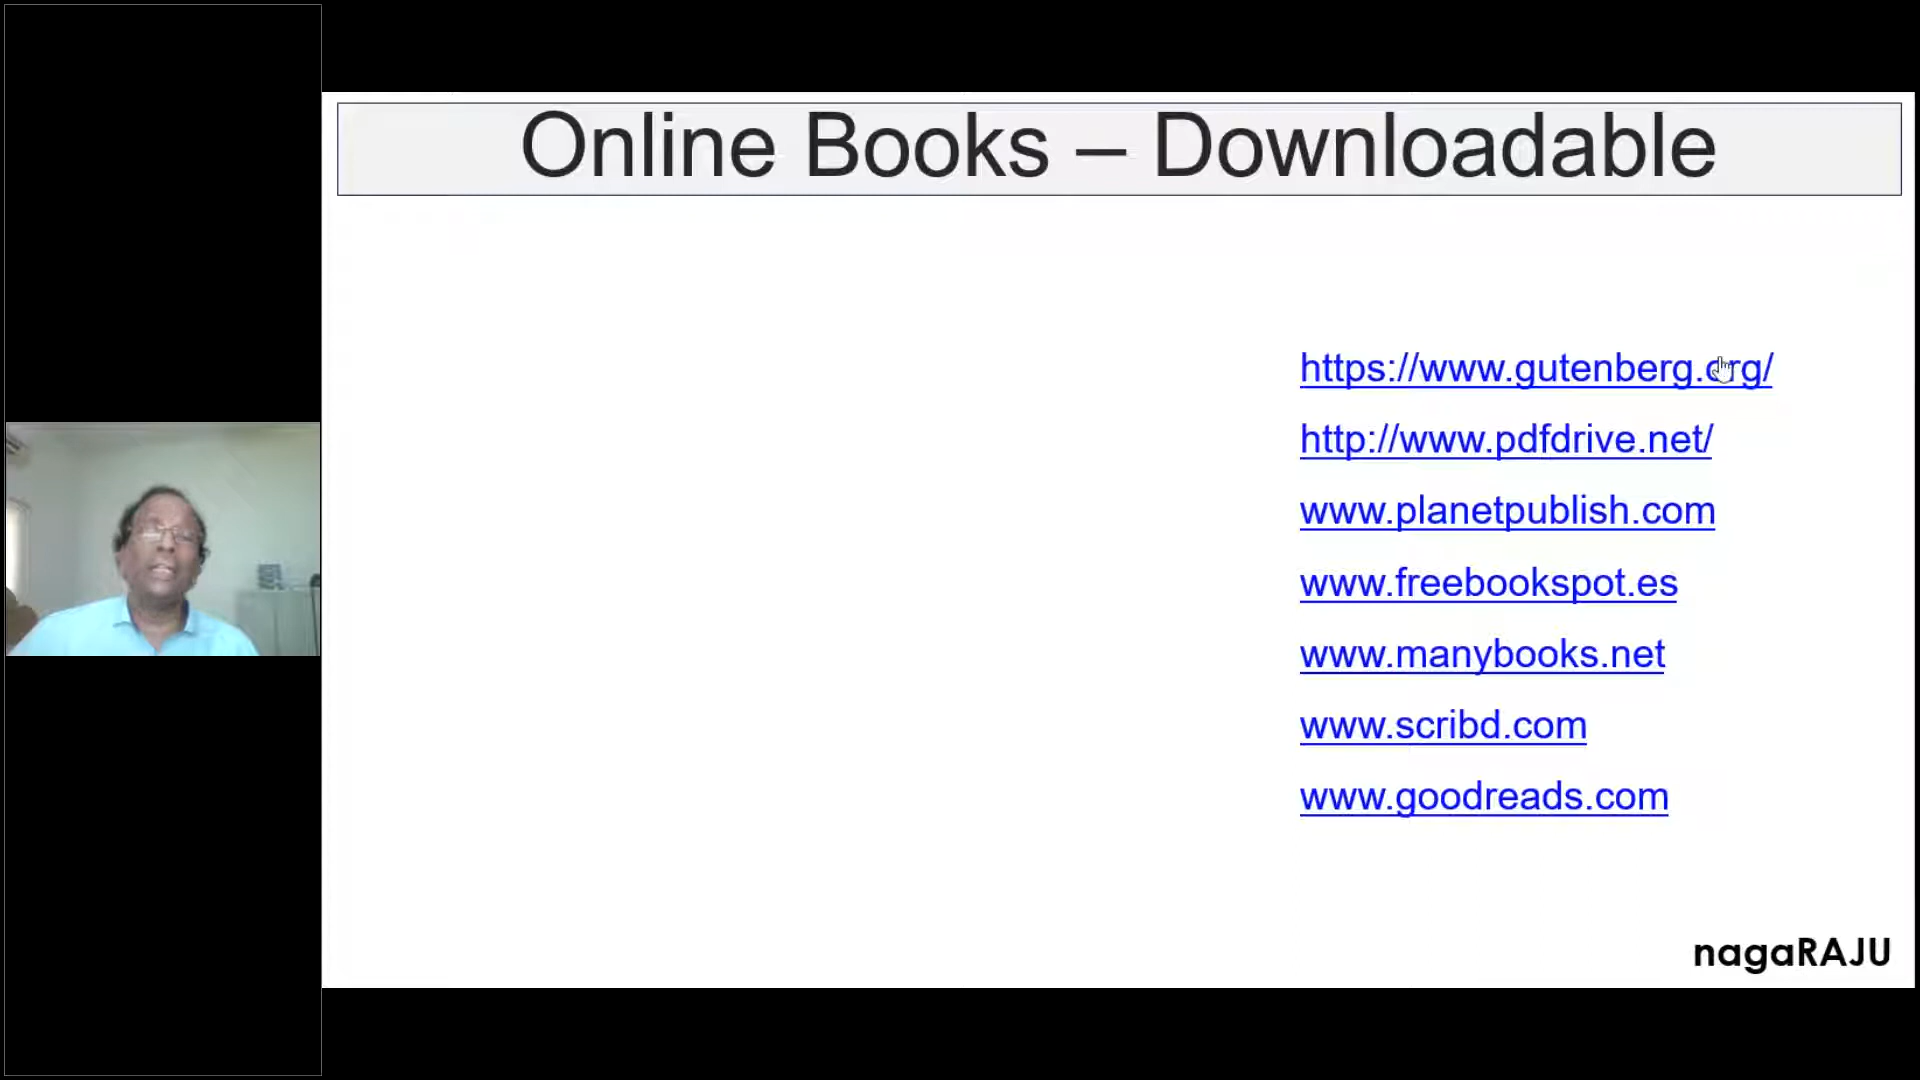 Online Books – Downloadable
https://www.gutenberg.org/
http://www.pdfdrive.net/
www.planetpublish.com
www.freebookspot.es
www.manybooks.net
www.scribd.com
www.goodreads.com
nagaRAJU